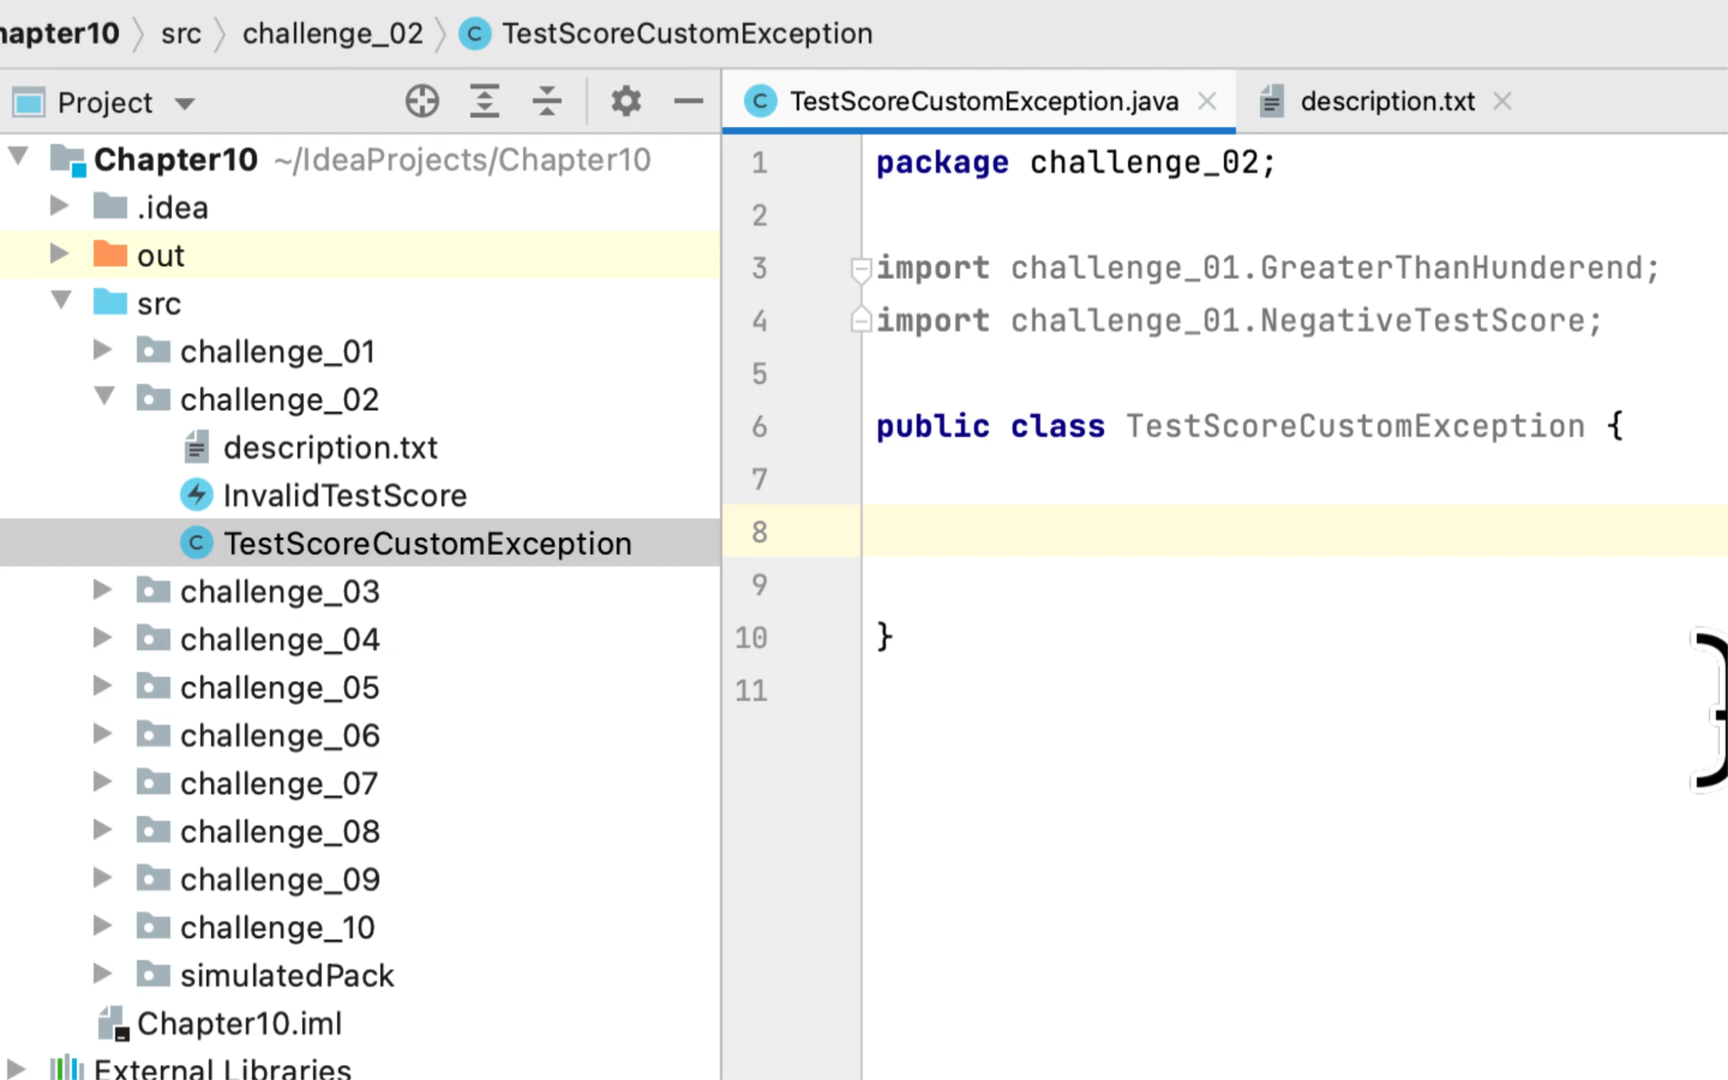 hapter10 src challenge_02 C TestScoreCustomException
Project
C TestScoreCustomException.java description.txt
Chapter10 ~/IdeaProjects/Chapter10
.idea
out
src
challenge_01
challenge_02
description.txt
InvalidTestScore
C TestScoreCustomException
challenge_03
challenge_04
challenge_05
challenge_06
challenge_07
challenge_08
challenge_09
challenge_10
simulatedPack
Chapter10.iml
External Libraries
1 package challenge_02;
2
3 import challenge_01.GreaterThanHunderend;
4 import challenge_01.NegativeTestScore;
5
6 public class TestScoreCustomException {
7
8
9
10 }
11